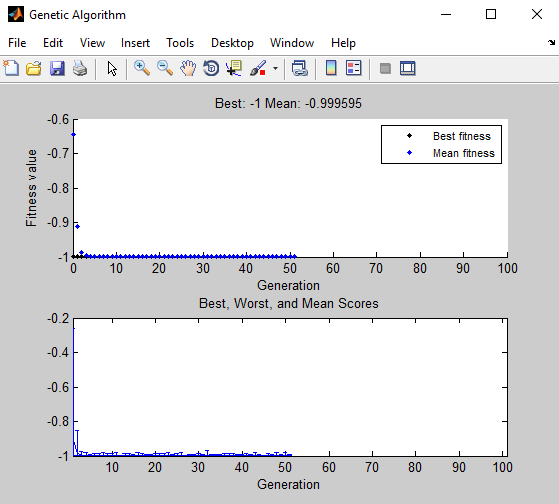 Genetic Algorithm
File Edit View Insert Tools Desktop Window Help
Best: -1 Mean: -0.999595
-0.6
-0.7
-0.8
-0.9
-1
Fitness value
Best fitness
Mean fitness
0 10 20 30 40 50 60 70 80 90 100
Generation
Best, Worst, and Mean Scores
-0.2
-0.4
-0.6
-0.8
-1
10 20 30 40 50 60 70 80 90 100
Generation